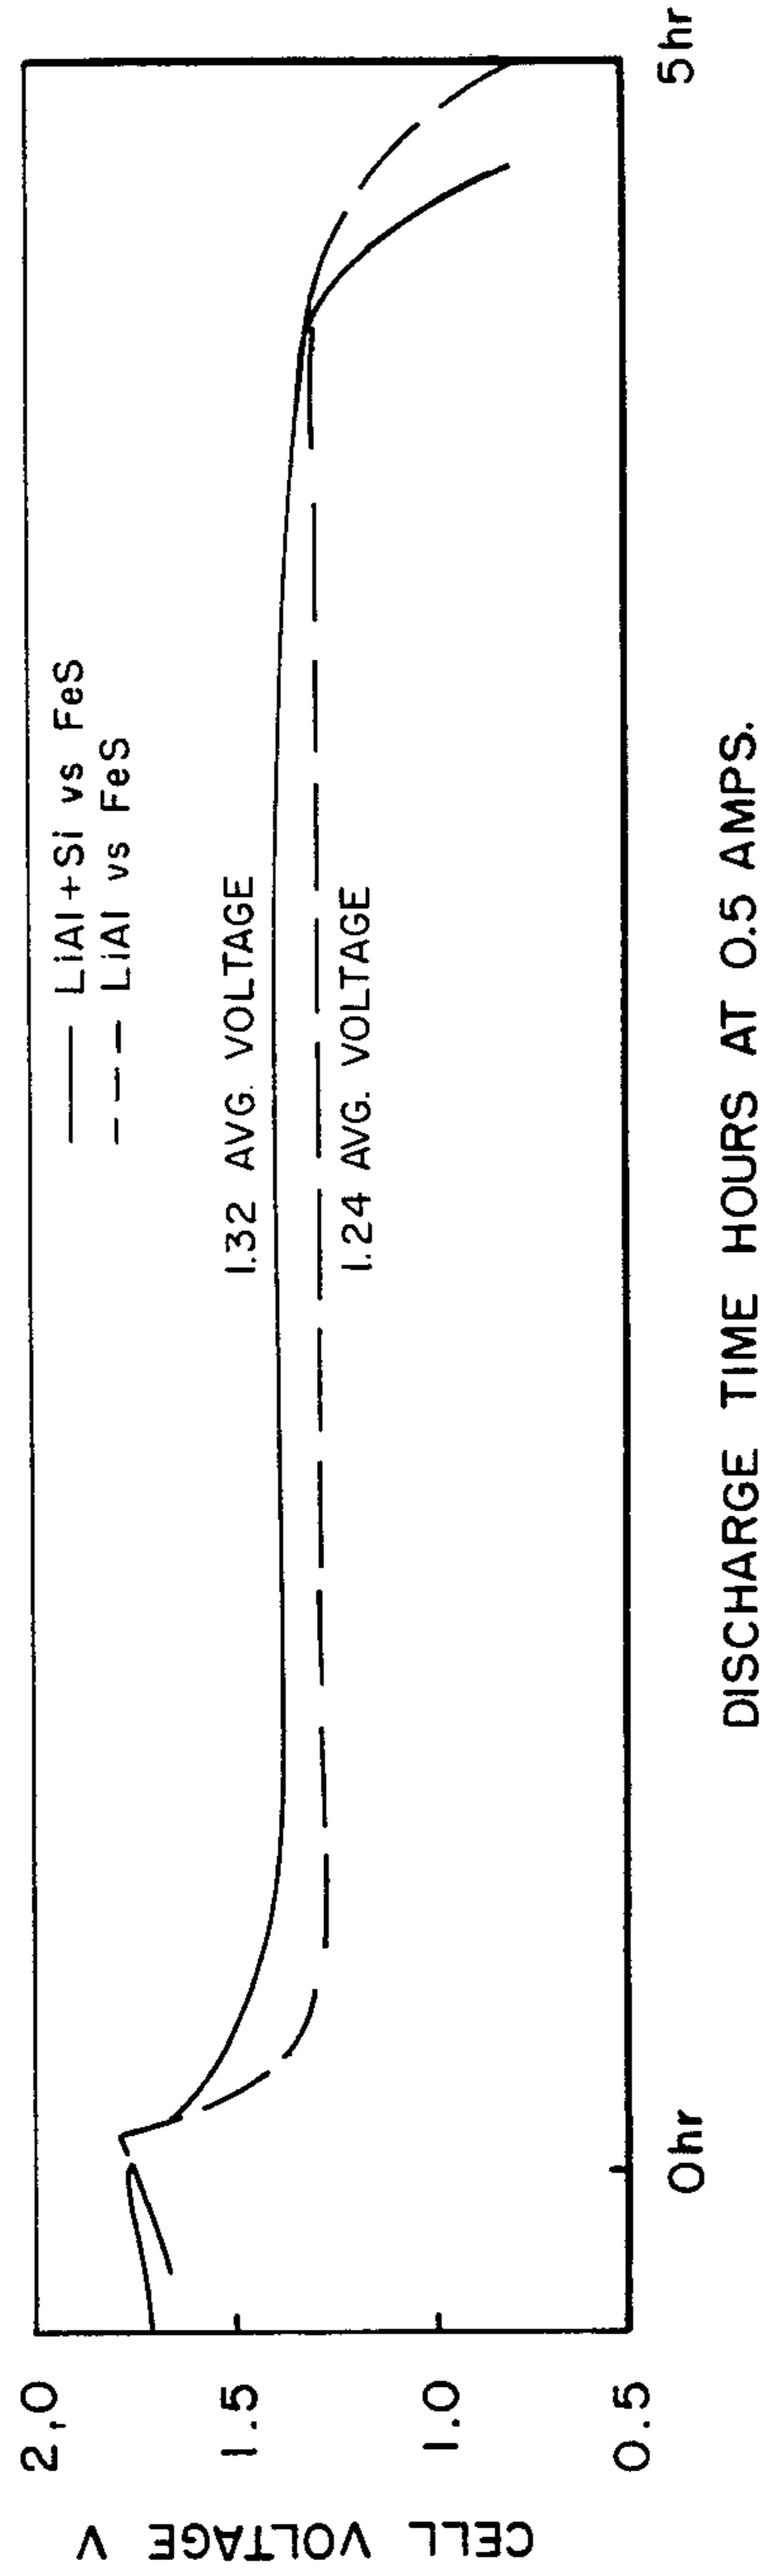 LiAl+Si vs FeS
LiAl vs FeS
1.32 AVG. VOLTAGE
1.24 AVG. VOLTAGE
2.0
1.5
1.0
0.5
CELL VOLTAGE V
0hr
5hr
DISCHARGE TIME HOURS AT 0.5 AMPS.